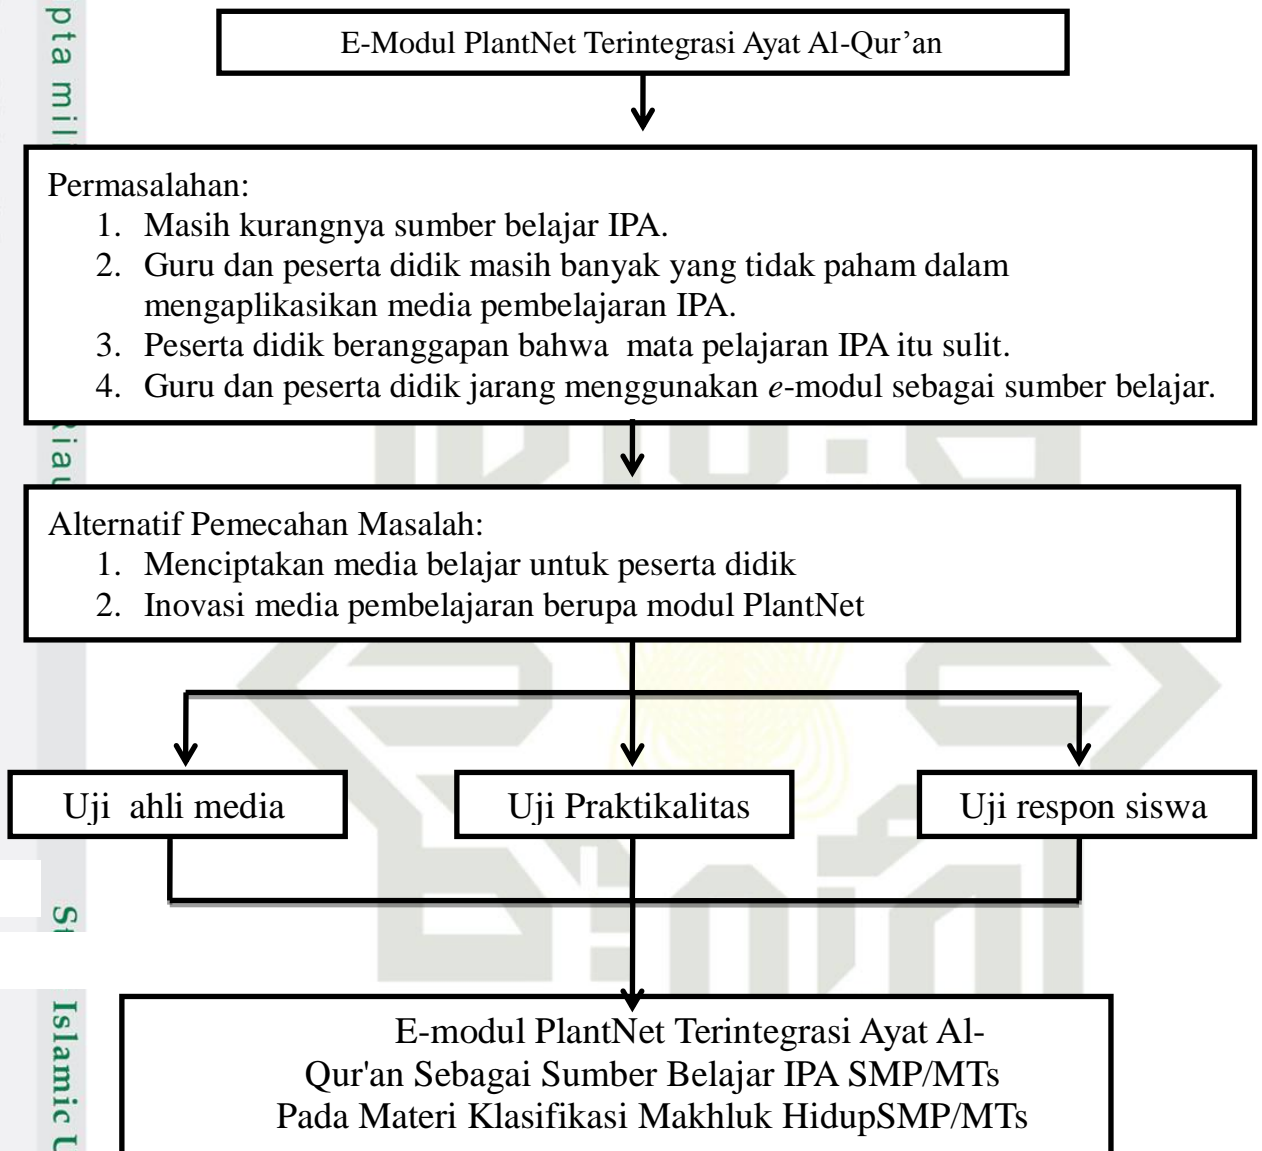 E-Modul PlantNet Terintegrasi Ayat Al-Qur’an
Permasalahan:
1. Masih kurangnya sumber belajar IPA.
2. Guru dan peserta didik masih banyak yang tidak paham dalam
mengaplikasikan media pembelajaran IPA.
3. Peserta didik beranggapan bahwa mata pelajaran IPA itu sulit.
4. Guru dan peserta didik jarang menggunakan e-modul sebagai sumber belajar.
Alternatif Pemecahan Masalah:
1. Menciptakan media belajar untuk peserta didik
2. Inovasi media pembelajaran berupa modul PlantNet
Uji ahli media
Uji Praktikalitas
Uji respon siswa
E-modul PlantNet Terintegrasi Ayat Al-
Qur'an Sebagai Sumber Belajar IPA SMP/MTs
Pada Materi Klasifikasi Makhluk HidupSMP/MTs
Islamic